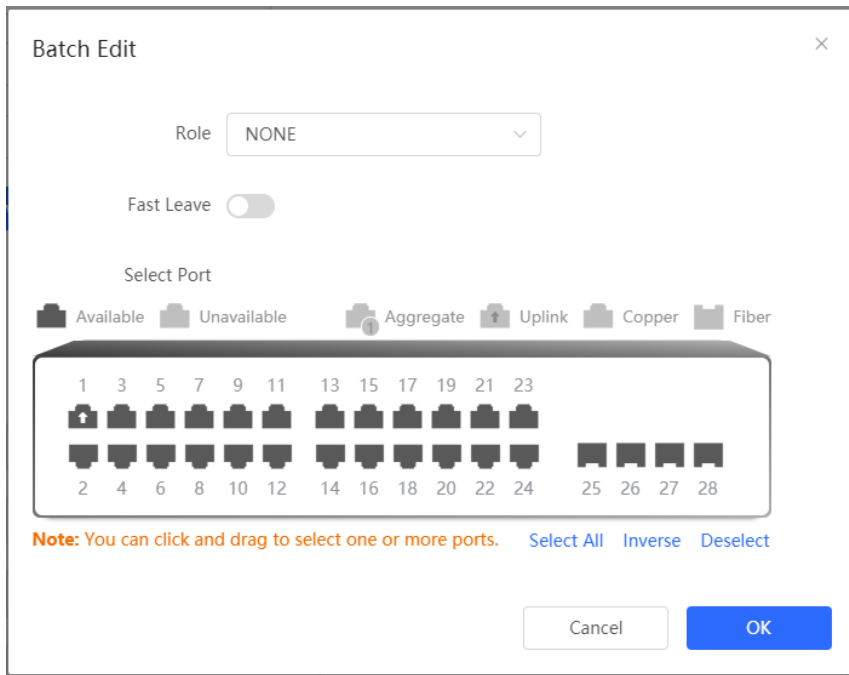 Batch Edit
Role NONE
Fast Leave
Select Port
Available Unavailable 1 Aggregate Uplink Copper Fiber
1 3 5 7 9 11 13 15 17 19 21 23
2 4 6 8 10 12 14 16 18 20 22 24 25 26 27 28
Note: You can click and drag to select one or more ports. Select All Inverse Deselect
Cancel OK